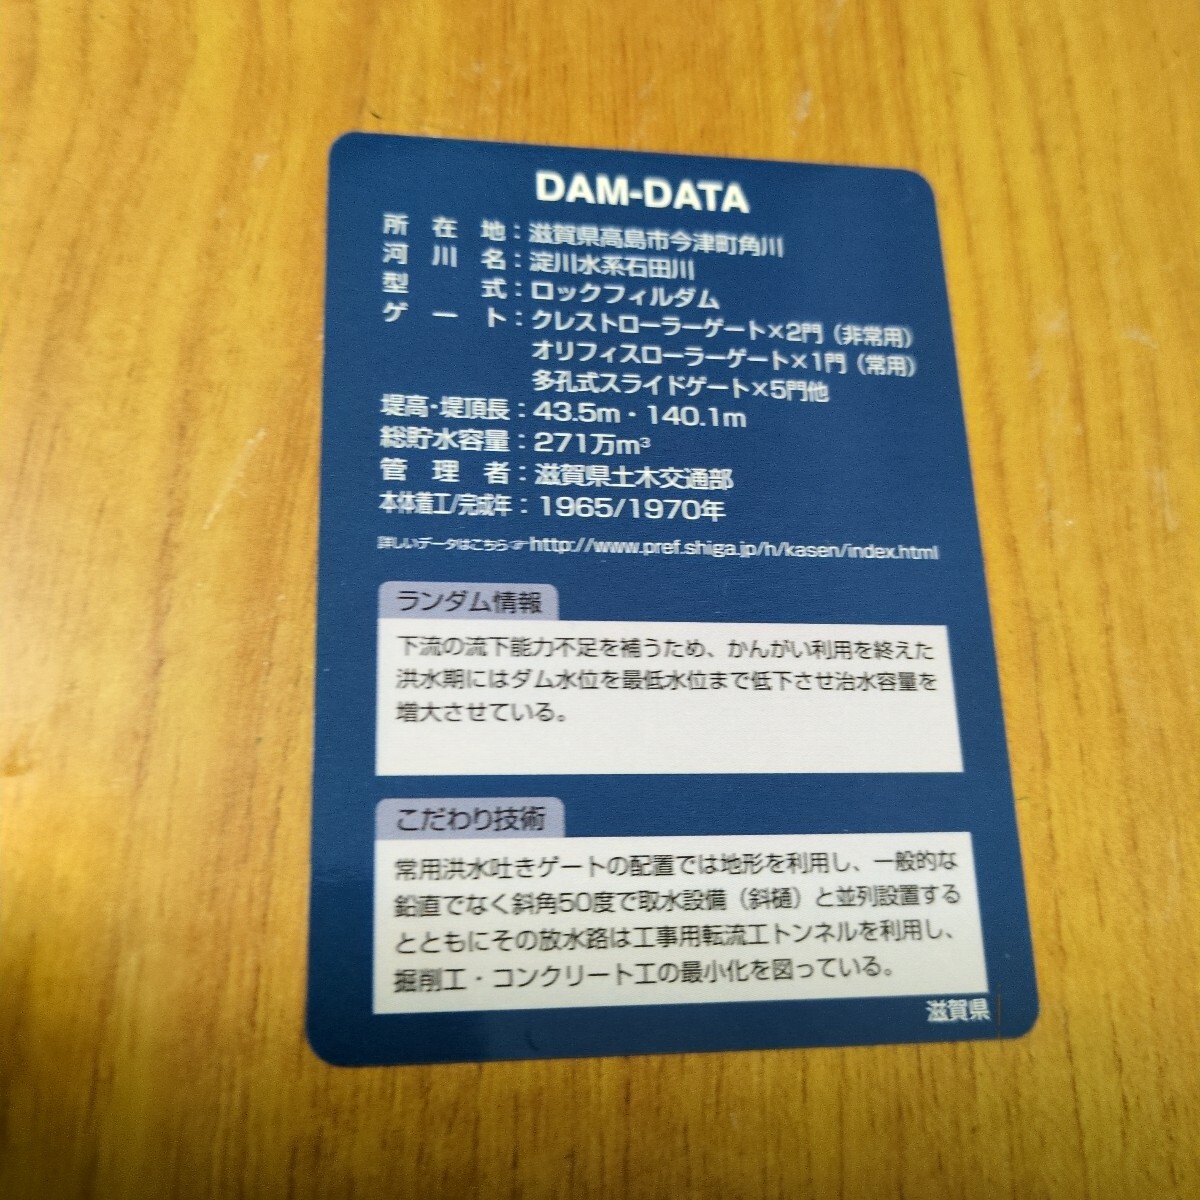 DAM-DATA
所在地：滋賀県高島市今津町角川
河川名：淀川水系石田川
型式：ロックフィルダム
ゲート：クレストローラーゲート×2門（非常用）
オリフィスローラーゲート×1門（常用）
多孔式スライドゲート×5門他
堤高・堤頂長：43.5m・140.1m
総貯水容量：271万m³
管理者：滋賀県土木交通部
本体着工/完成年：1965/1970年
詳しいデータはこちら☞http://www.pref.shiga.jp/h/kasen/index.html
ランダム情報
下流の流下能力不足を補うため、かんがい利用を終えた
洪水期にはダム水位を最低水位まで低下させ治水容量を
増大させている。
こだわり技術
常用洪水吐きゲートの配置では地形を利用し、一般的な
鉛直でなく斜角50度で取水設備（斜樋）と並列設置する
とともにその放水路は工事用転流工トンネルを利用し、
掘削工・コンクリート工の最小化を図っている。
滋賀県